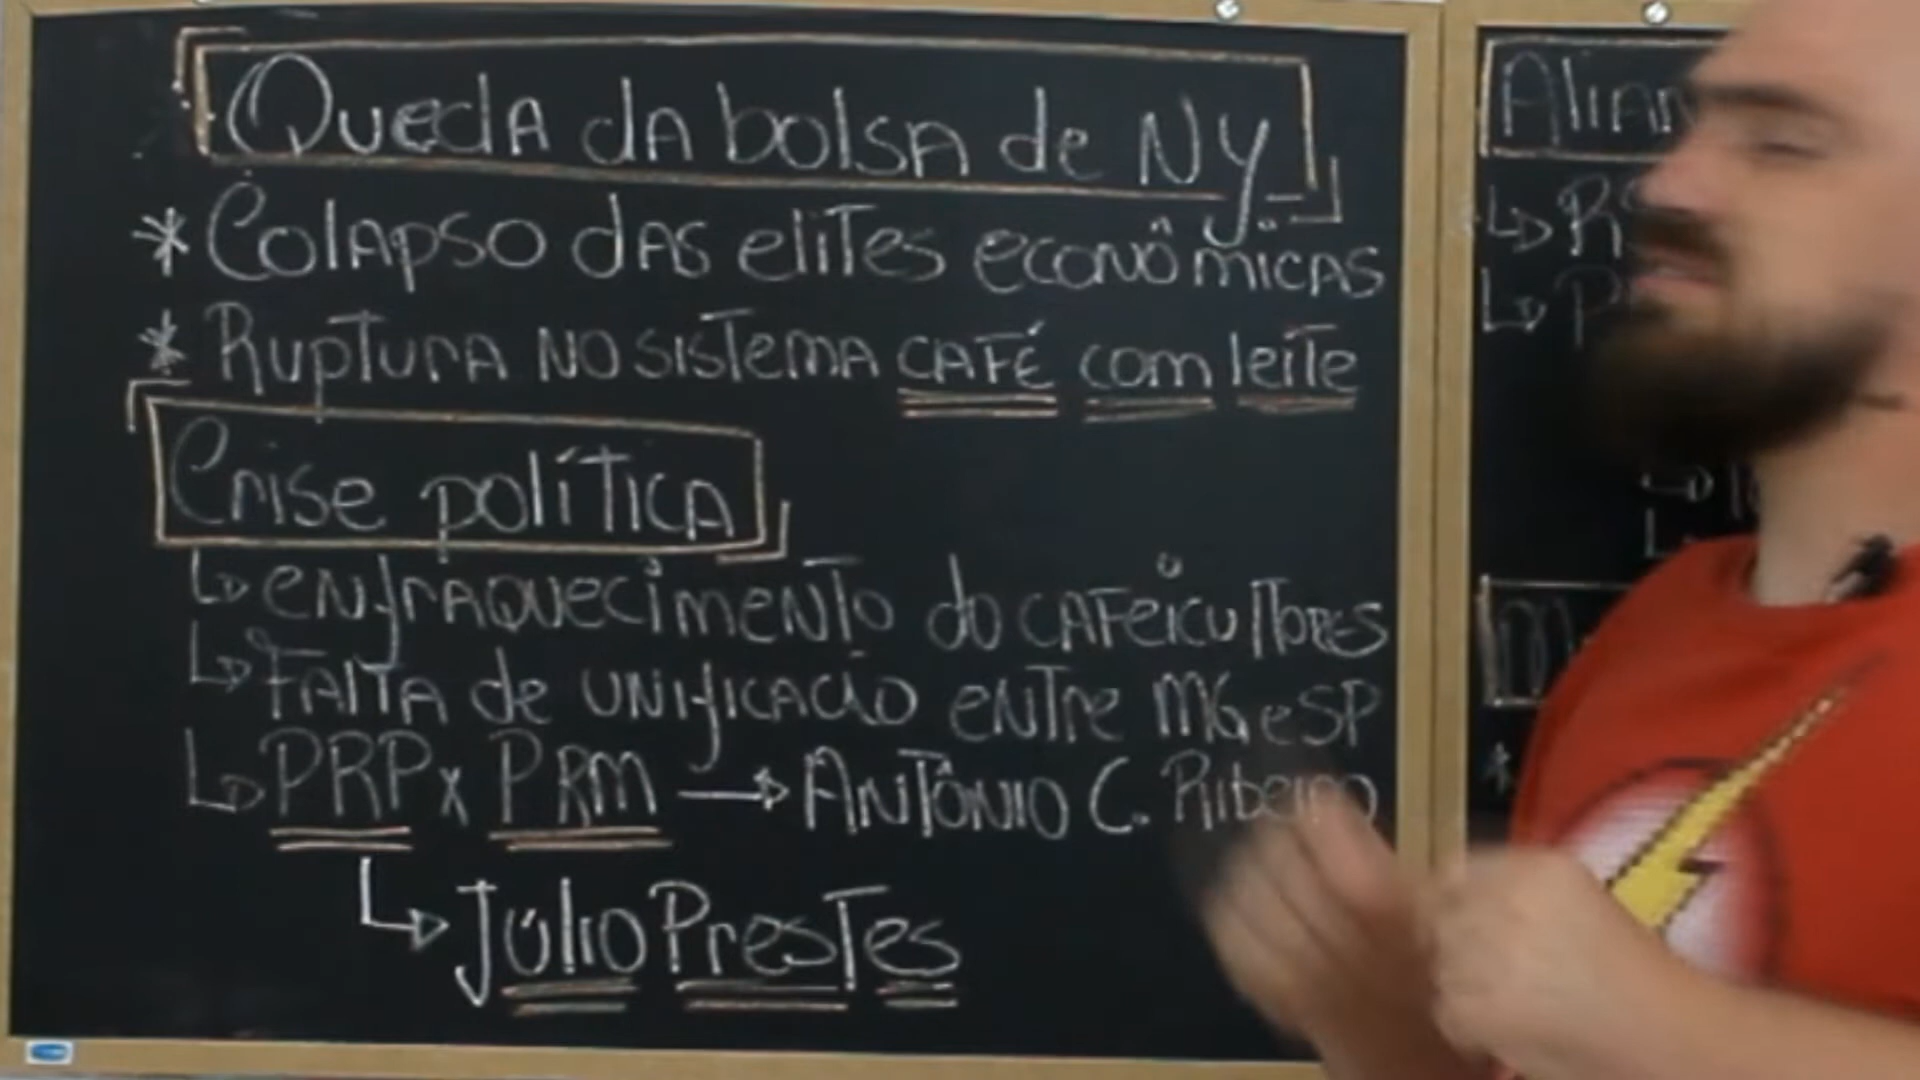 Queda da bolsa de NY
* Colapso das elites econômicas
* Ruptura no sistema café com leite
Crise política
↳ enfraquecimento do cafeicultores
↳ Falta de unificação entre MG e SP
↳ PRP x PRM → Antônio C. Ribeiro
↳ Júlio Prestes
Alian
↳ RS
↳ P